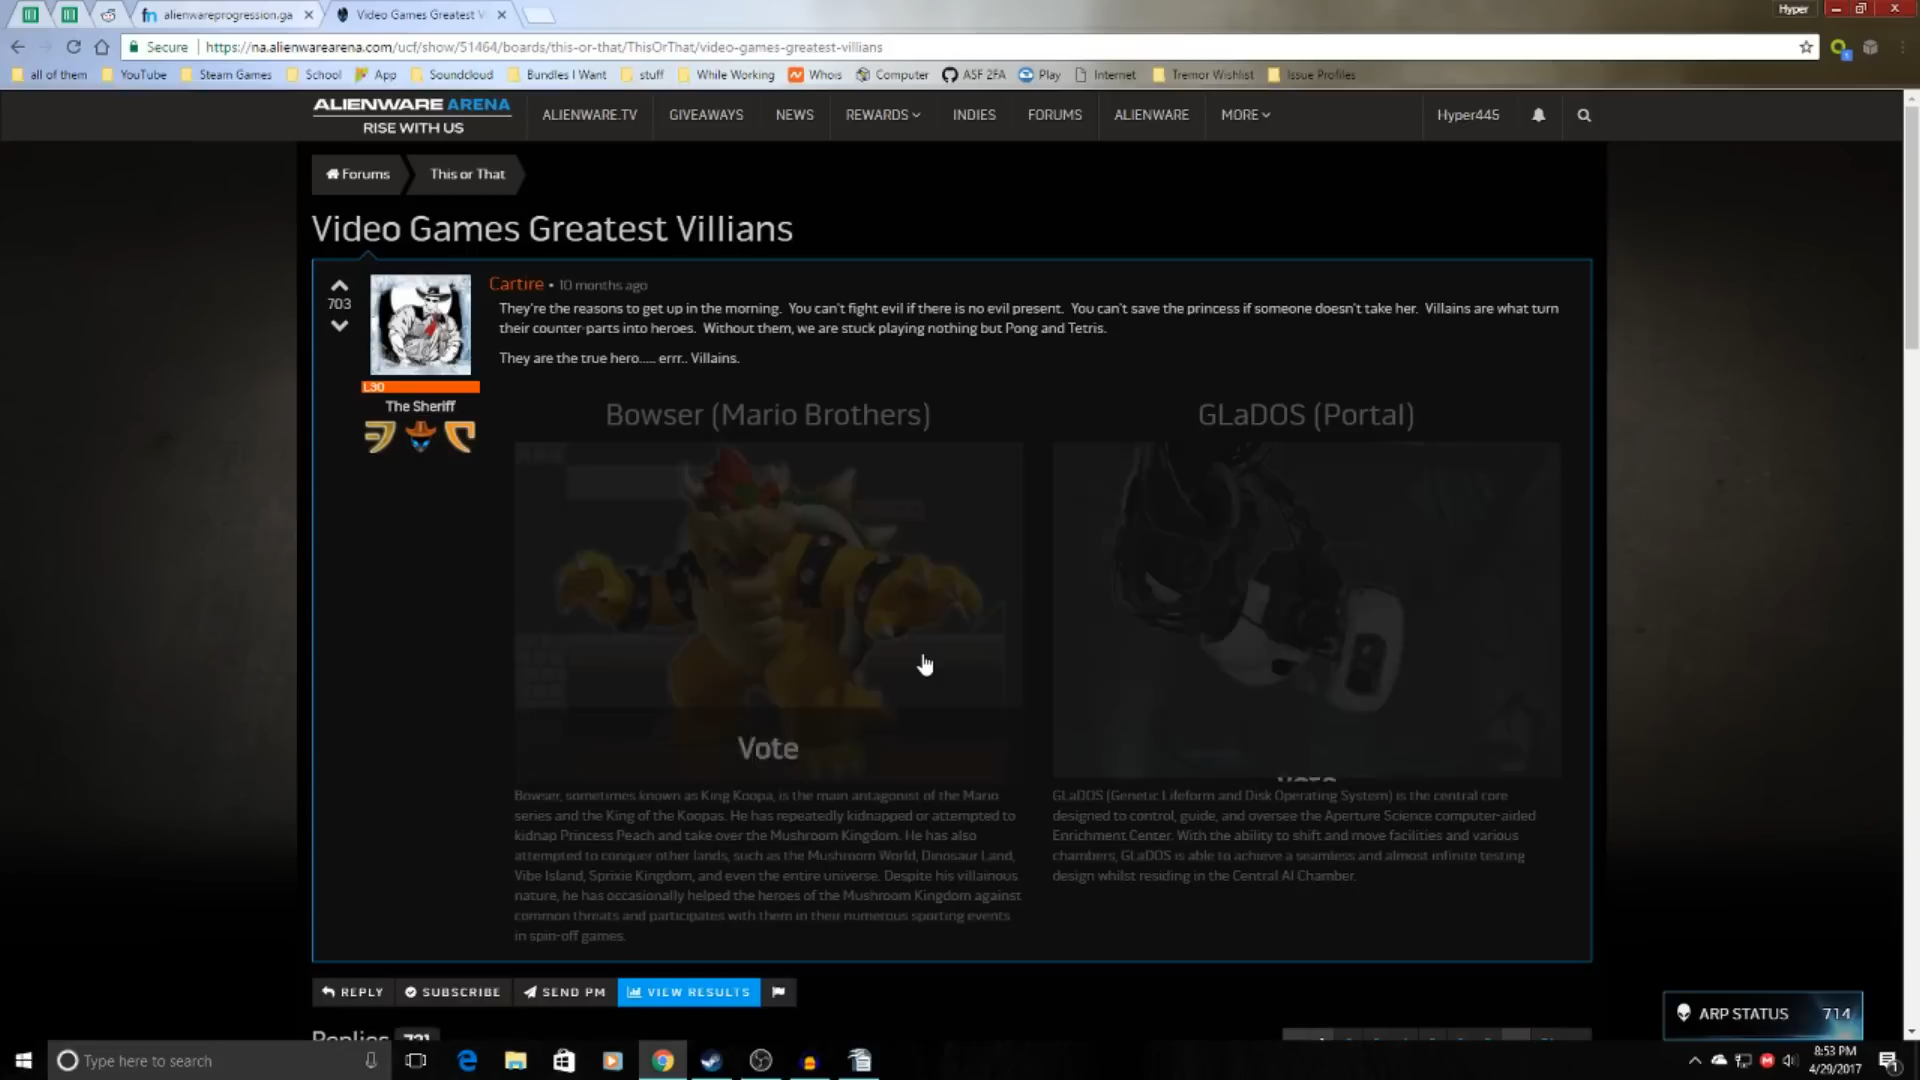 alienwareprogression.ga
Video Games Greatest V
Hyper
Secure
https://na.alienwarearena.com/ucf/show/51464/boards/this-or-that/ThisOrThat/video-games-greatest-villians
all of them
YouTube
Steam Games
School
App
Soundcloud
Bundles I Want
stuff
While Working
Whois
Computer
ASF 2FA
Play
Internet
Tremor Wishlist
Issue Profiles
ALIENWARE ARENA
RISE WITH US
ALIENWARE.TV
GIVEAWAYS
NEWS
REWARDS
INDIES
FORUMS
ALIENWARE
MORE
Hyper445
Forums
This or That
Video Games Greatest Villians
703
Cartire • 10 months ago
They're the reasons to get up in the morning. You can't fight evil if there is no evil present. You can't save the princess if someone doesn't take her. Villains are what turn
their counter-parts into heroes. Without them, we are stuck playing nothing but Pong and Tetris.
They are the true hero..... errr.. Villains.
L30
The Sheriff
Bowser (Mario Brothers)
Vote
Bowser, sometimes known as King Koopa, is the main antagonist of the Mario
series and the King of the Koopas. He has repeatedly kidnapped or attempted to
kidnap Princess Peach and take over the Mushroom Kingdom. He has also
attempted to conquer other lands, such as the Mushroom World, Dinosaur Land,
Vibe Island, Sprixie Kingdom, and even the entire universe. Despite his villainous
nature, he has occasionally helped the heroes of the Mushroom Kingdom against
common threats and participates with them in their numerous sporting events
in spin-off games.
GLaDOS (Portal)
GLaDOS (Genetic Lifeform and Disk Operating System) is the central core
designed to control, guide, and oversee the Aperture Science computer-aided
Enrichment Center. With the ability to shift and move facilities and various
chambers, GLaDOS is able to achieve a seamless and almost infinite testing
design whilst residing in the Central AI Chamber.
REPLY
SUBSCRIBE
SEND PM
VIEW RESULTS
Replies
ARP STATUS 714
Type here to search
8:53 PM
4/29/2017